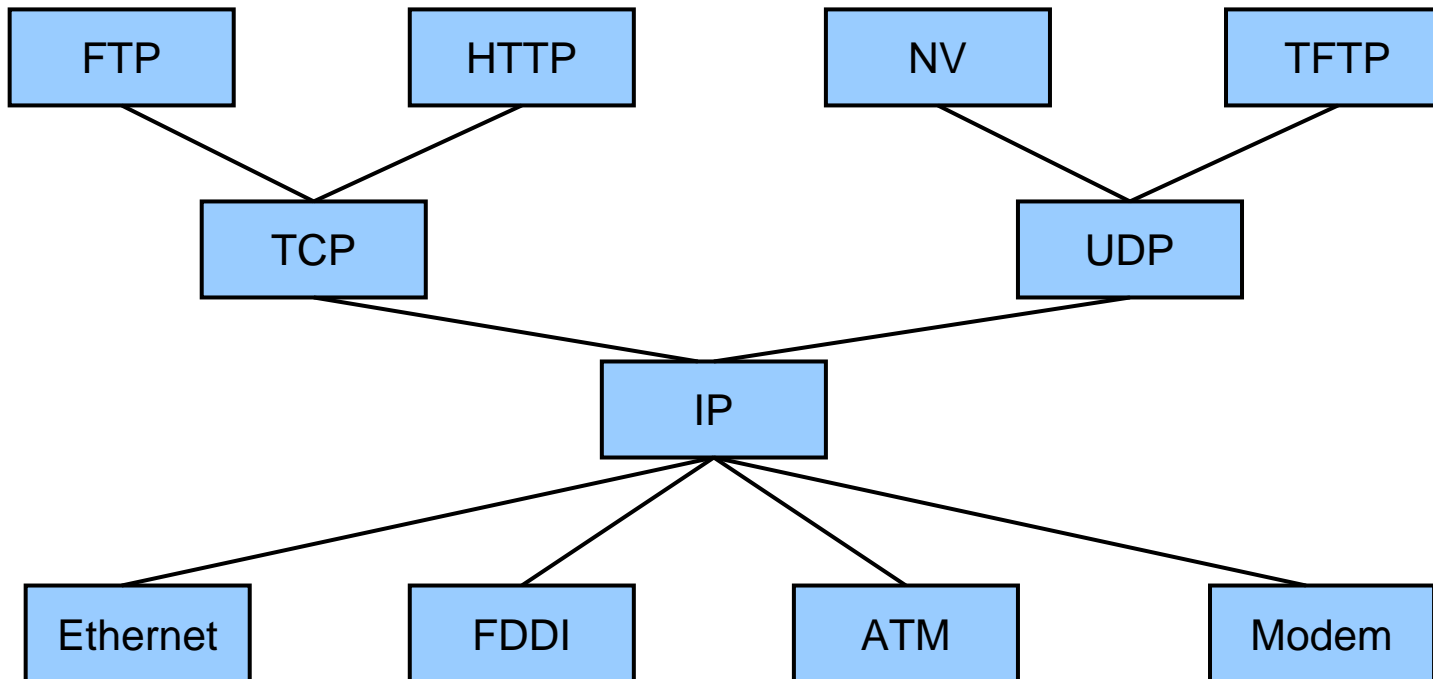 FTP
HTTP
NV
TFTP
TCP
UDP
IP
Ethernet
FDDI
ATM
Modem